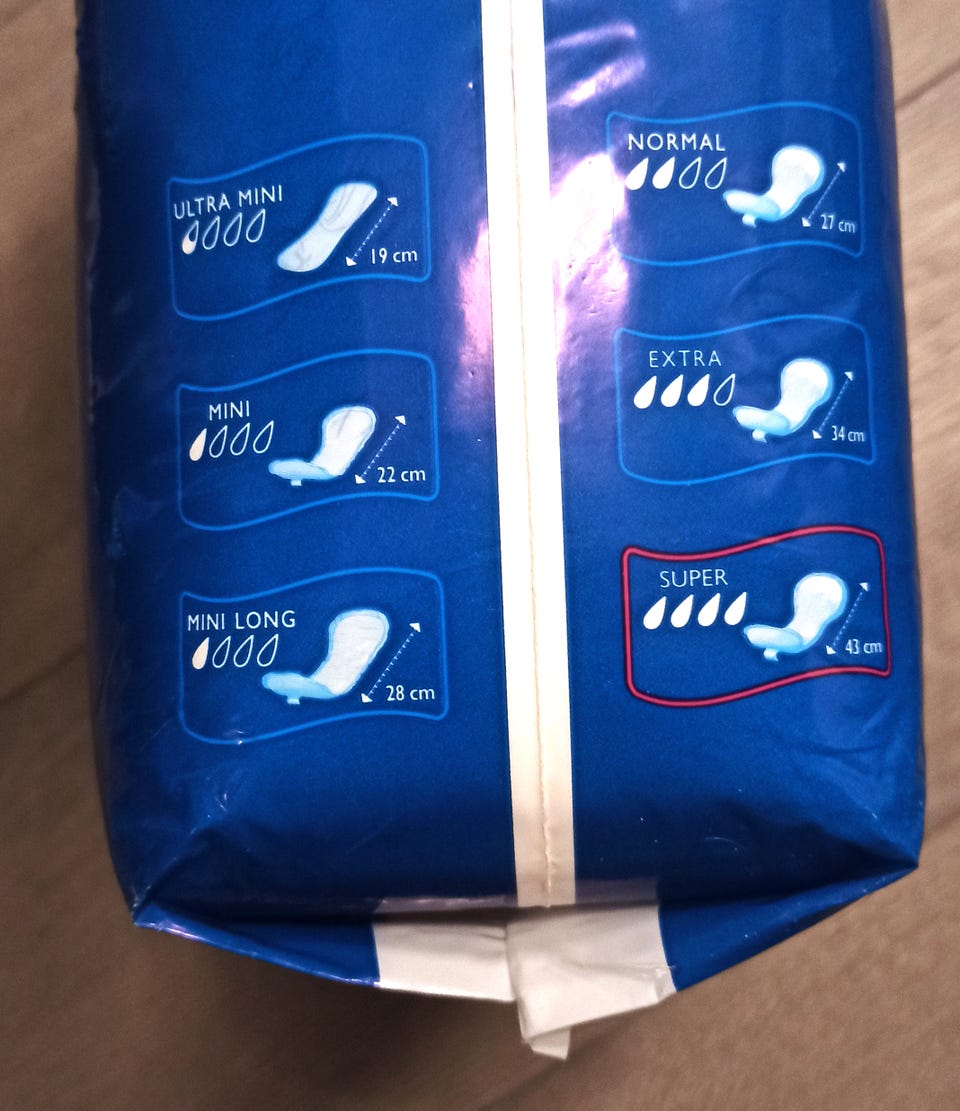 ULTRA MINI
19 cm
MINI
22 cm
MINI LONG
28 cm
NORMAL
27 cm
EXTRA
34 cm
SUPER
43 cm